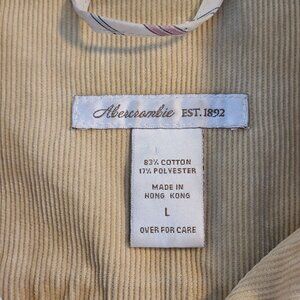 Abercrombie EST. 1892
83% COTTON
17% POLYESTER
MADE IN
HONG KONG
L
OVER FOR CARE